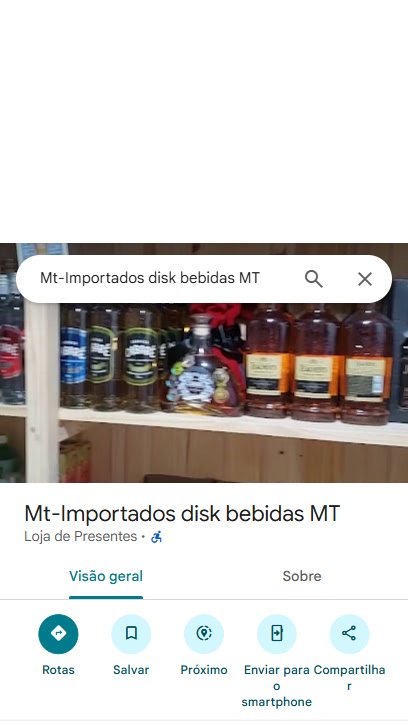 Mt-Importados disk bebidas MT
Mt-Importados disk bebidas MT
Loja de Presentes
Visão geral
Sobre
Rotas
Salvar
Próximo
Enviar para
o
smartphone
Compartilha
r